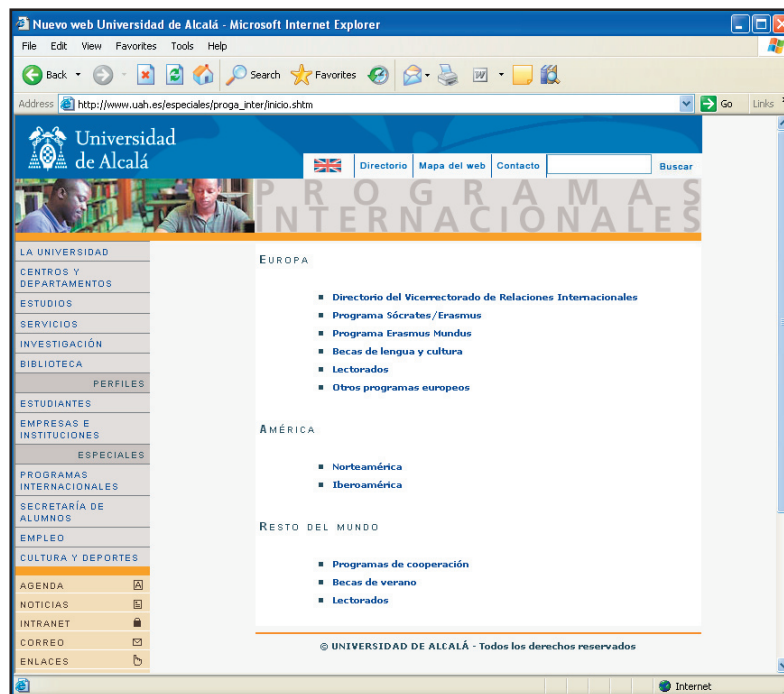 Nuevo web Universidad de Alcalá - Microsoft Internet Explorer
File Edit View Favorites Tools Help
Back Search Favorites
Address http://www.uah.es/especiales/proga_inter/inicio.shtm Go Links
Universidad
de Alcalá
Directorio Mapa del web Contacto Buscar
PROGRAMAS
INTERNACIONALES
LA UNIVERSIDAD
CENTROS Y
DEPARTAMENTOS
ESTUDIOS
SERVICIOS
INVESTIGACIÓN
BIBLIOTECA
PERFILES
ESTUDIANTES
EMPRESAS E
INSTITUCIONES
ESPECIALES
PROGRAMAS
INTERNACIONALES
SECRETARÍA DE
ALUMNOS
EMPLEO
CULTURA Y DEPORTES
AGENDA
NOTICIAS
INTRANET
CORREO
ENLACES
EUROPA
Directorio del Vicerrectorado de Relaciones Internacionales
Programa Sócrates/Erasmus
Programa Erasmus Mundus
Becas de lengua y cultura
Lectorados
Otros programas europeos
AMÉRICA
Norteamérica
Iberoamérica
RESTO DEL MUNDO
Programas de cooperación
Becas de verano
Lectorados
© UNIVERSIDAD DE ALCALÁ - Todos los derechos reservados
Internet